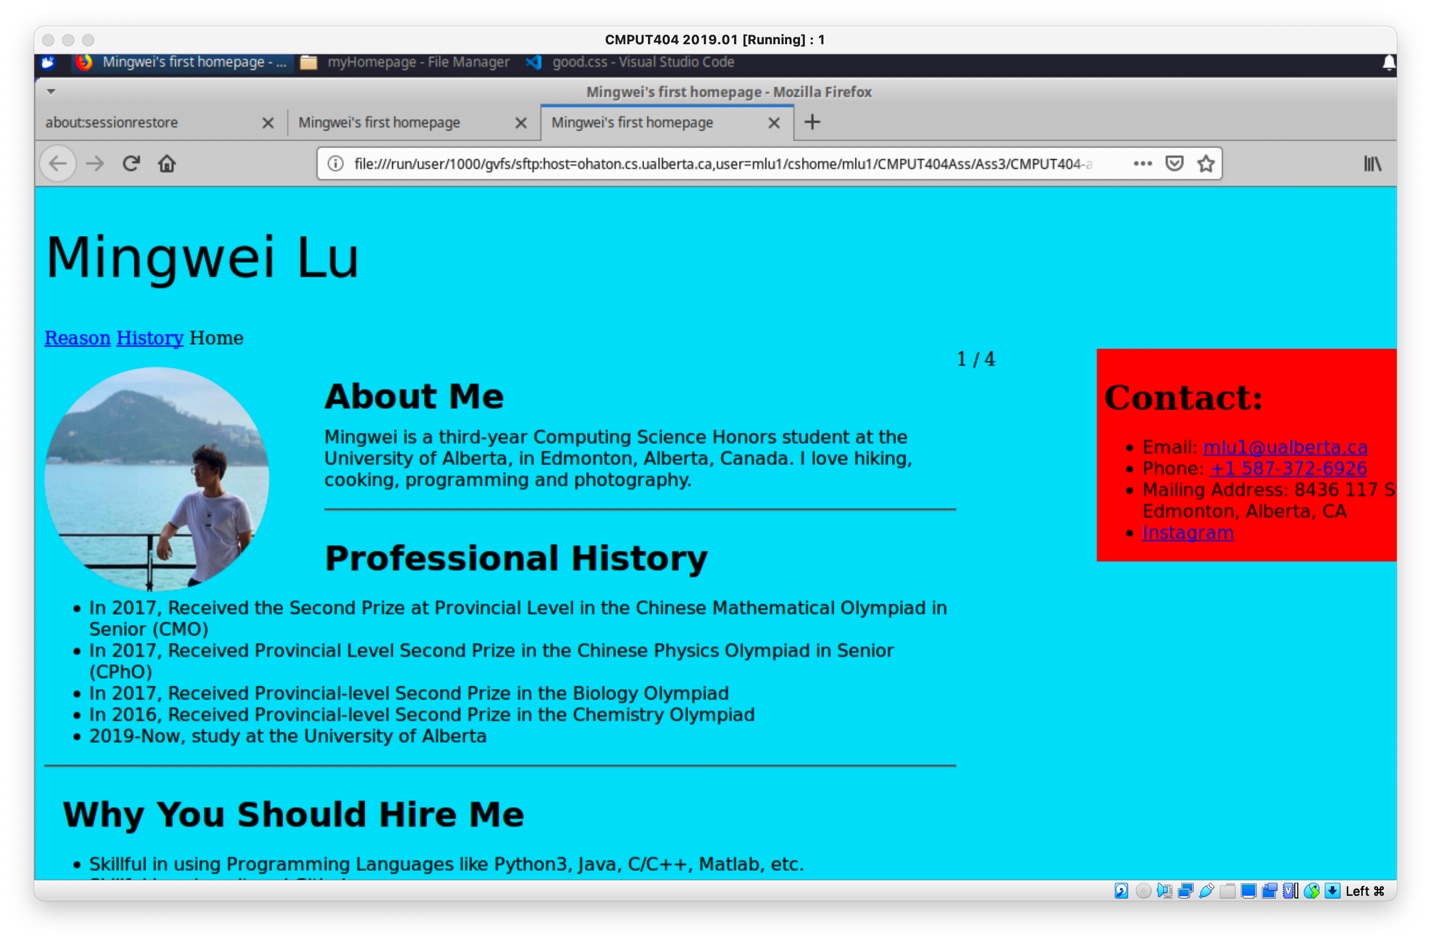 CMPUT404 2019.01 [Running] : 1
Mingwei's first homepage - ... myHomepage - File Manager good.css - Visual Studio Code
Mingwei's first homepage - Mozilla Firefox
about:sessionrestore Mingwei's first homepage Mingwei's first homepage
file:///run/user/1000/gvfs/sftp:host=ohaton.cs.ualberta.ca,user=mlu1/cshome/mlu1/CMPUT404Ass/Ass3/CMPUT404-a
Mingwei Lu
Reason History Home
1 / 4
About Me
Mingwei is a third-year Computing Science Honors student at the
University of Alberta, in Edmonton, Alberta, Canada. I love hiking,
cooking, programming and photography.
Professional History
• In 2017, Received the Second Prize at Provincial Level in the Chinese Mathematical Olympiad in
Senior (CMO)
• In 2017, Received Provincial Level Second Prize in the Chinese Physics Olympiad in Senior
(CPhO)
• In 2017, Received Provincial-level Second Prize in the Biology Olympiad
• In 2016, Received Provincial-level Second Prize in the Chemistry Olympiad
• 2019-Now, study at the University of Alberta
Why You Should Hire Me
• Skillful in using Programming Languages like Python3, Java, C/C++, Matlab, etc.
Contact:
• Email: mlu1@ualberta.ca
• Phone: +1 587-372-6926
• Mailing Address: 8436 117 S
Edmonton, Alberta, CA
• Instagram
Left ⌘